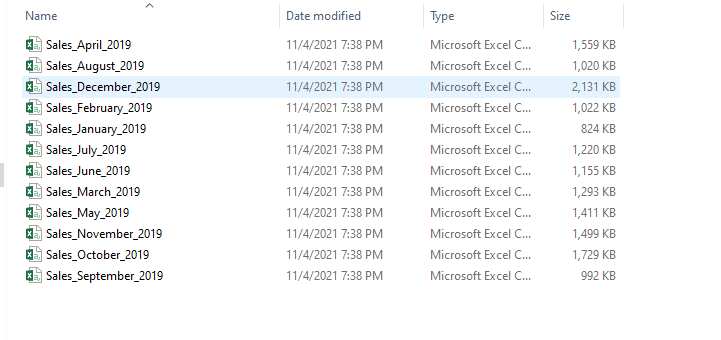 Name Date modified Type Size
Sales_April_2019 11/4/2021 7:38 PM Microsoft Excel C... 1,559 KB
Sales_August_2019 11/4/2021 7:38 PM Microsoft Excel C... 1,020 KB
Sales_December_2019 11/4/2021 7:38 PM Microsoft Excel C... 2,131 KB
Sales_February_2019 11/4/2021 7:38 PM Microsoft Excel C... 1,022 KB
Sales_January_2019 11/4/2021 7:38 PM Microsoft Excel C... 824 KB
Sales_July_2019 11/4/2021 7:38 PM Microsoft Excel C... 1,220 KB
Sales_June_2019 11/4/2021 7:38 PM Microsoft Excel C... 1,155 KB
Sales_March_2019 11/4/2021 7:38 PM Microsoft Excel C... 1,293 KB
Sales_May_2019 11/4/2021 7:38 PM Microsoft Excel C... 1,411 KB
Sales_November_2019 11/4/2021 7:38 PM Microsoft Excel C... 1,499 KB
Sales_October_2019 11/4/2021 7:38 PM Microsoft Excel C... 1,729 KB
Sales_September_2019 11/4/2021 7:38 PM Microsoft Excel C... 992 KB